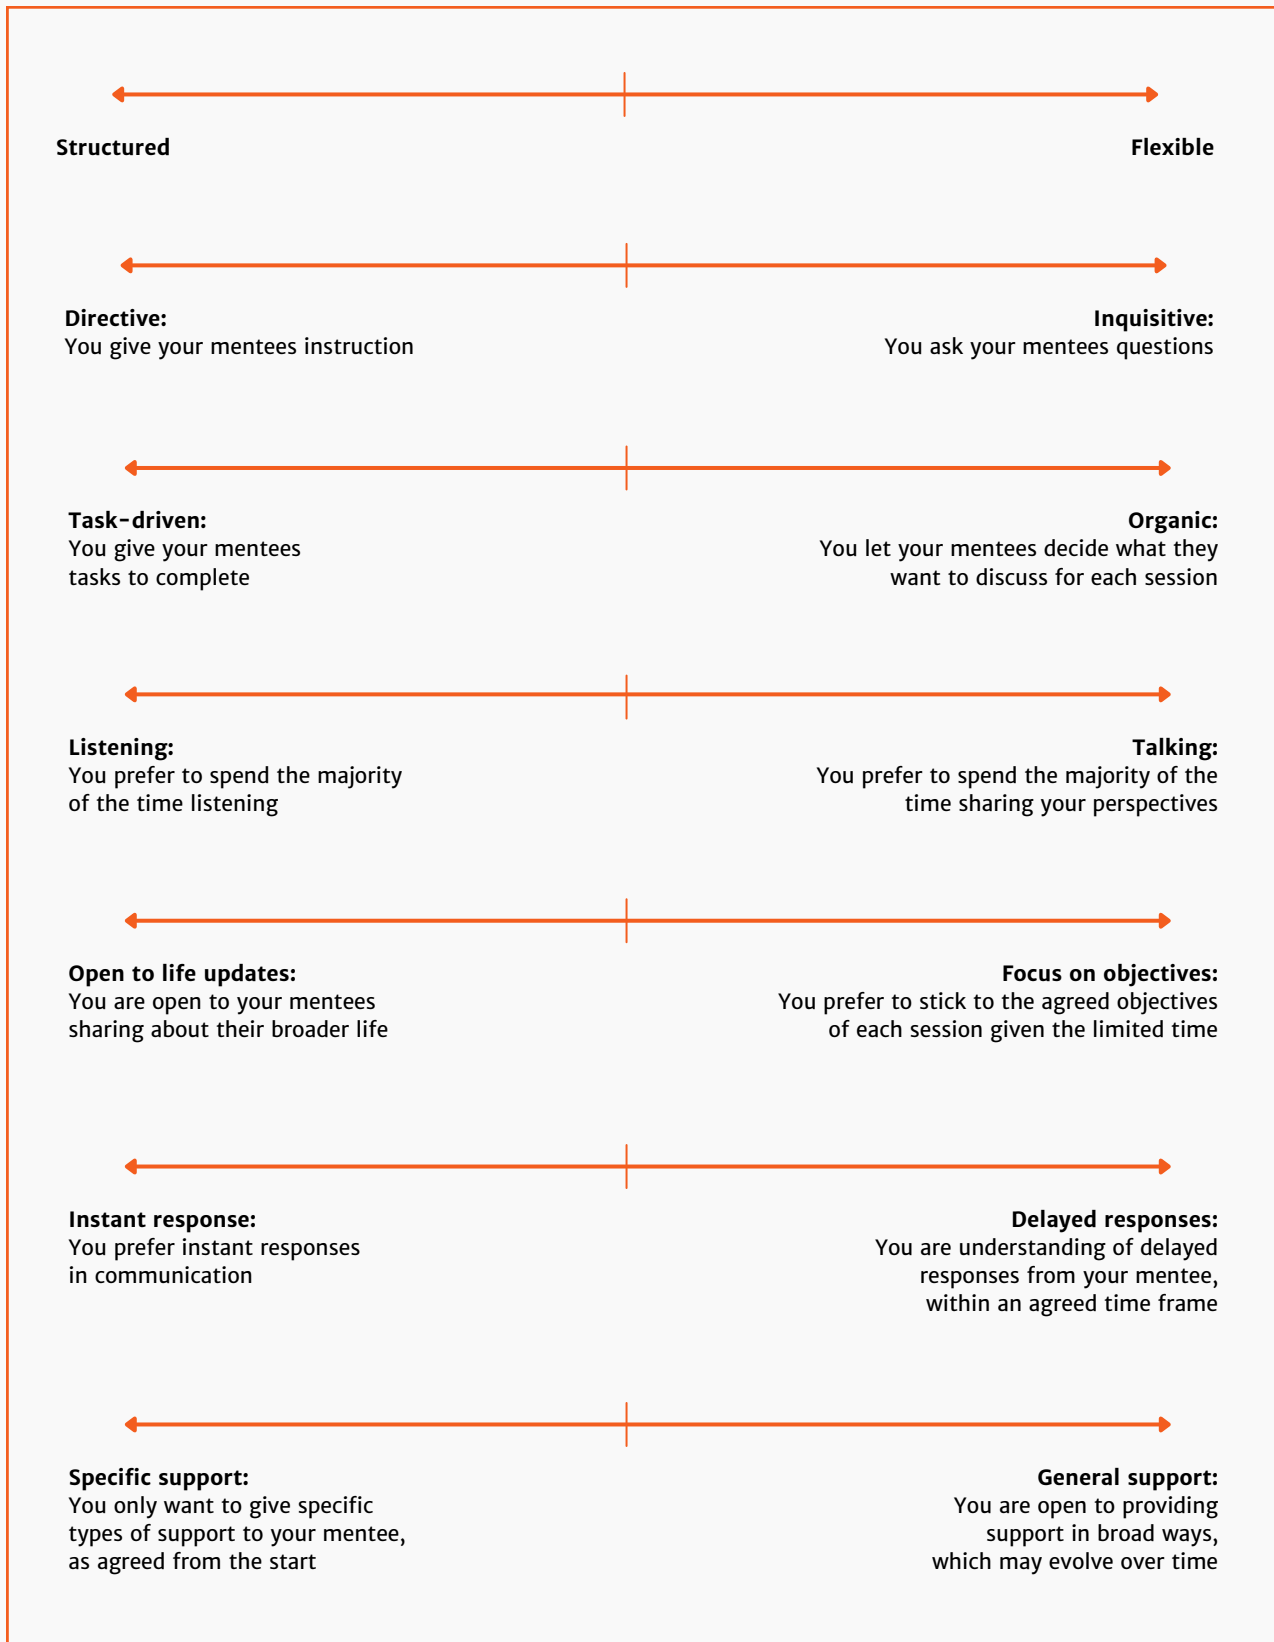 Structured
Flexible
Directive:
You give your mentees instruction
Inquisitive:
You ask your mentees questions
Task-driven:
You give your mentees
tasks to complete
Organic:
You let your mentees decide what they
want to discuss for each session
Listening:
You prefer to spend the majority
of the time listening
Talking:
You prefer to spend the majority of the
time sharing your perspectives
Open to life updates:
You are open to your mentees
sharing about their broader life
Focus on objectives:
You prefer to stick to the agreed objectives
of each session given the limited time
Instant response:
You prefer instant responses
in communication
Delayed responses:
You are understanding of delayed
responses from your mentee,
within an agreed time frame
Specific support:
You only want to give specific
types of support to your mentee,
as agreed from the start
General support:
You are open to providing
support in broad ways,
which may evolve over time